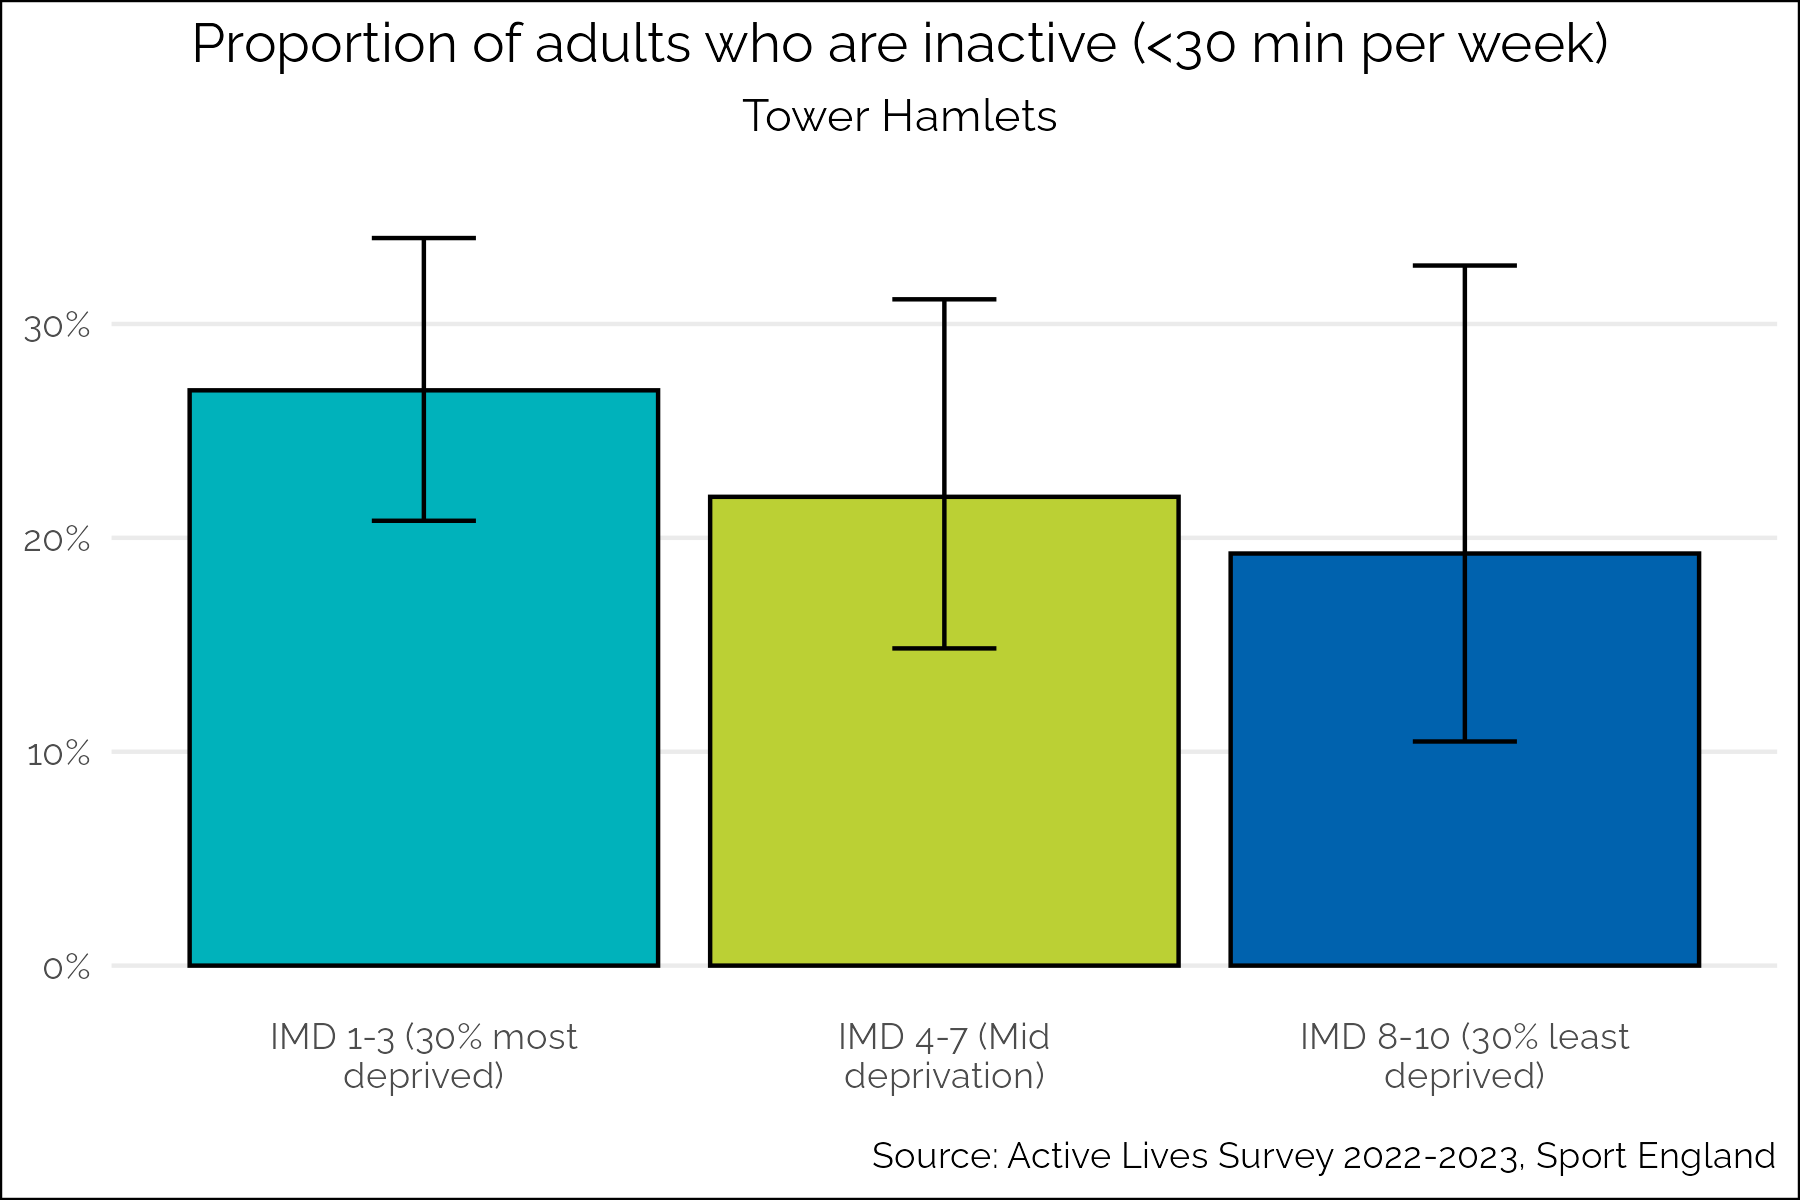 Proportion of adults who are inactive (<30 min per week)
Tower Hamlets
30%
20%
10%
0%
IMD 1-3 (30% most
deprived)
IMD 4-7 (Mid
deprivation)
IMD 8-10 (30% least
deprived)
Source: Active Lives Survey 2022-2023, Sport England